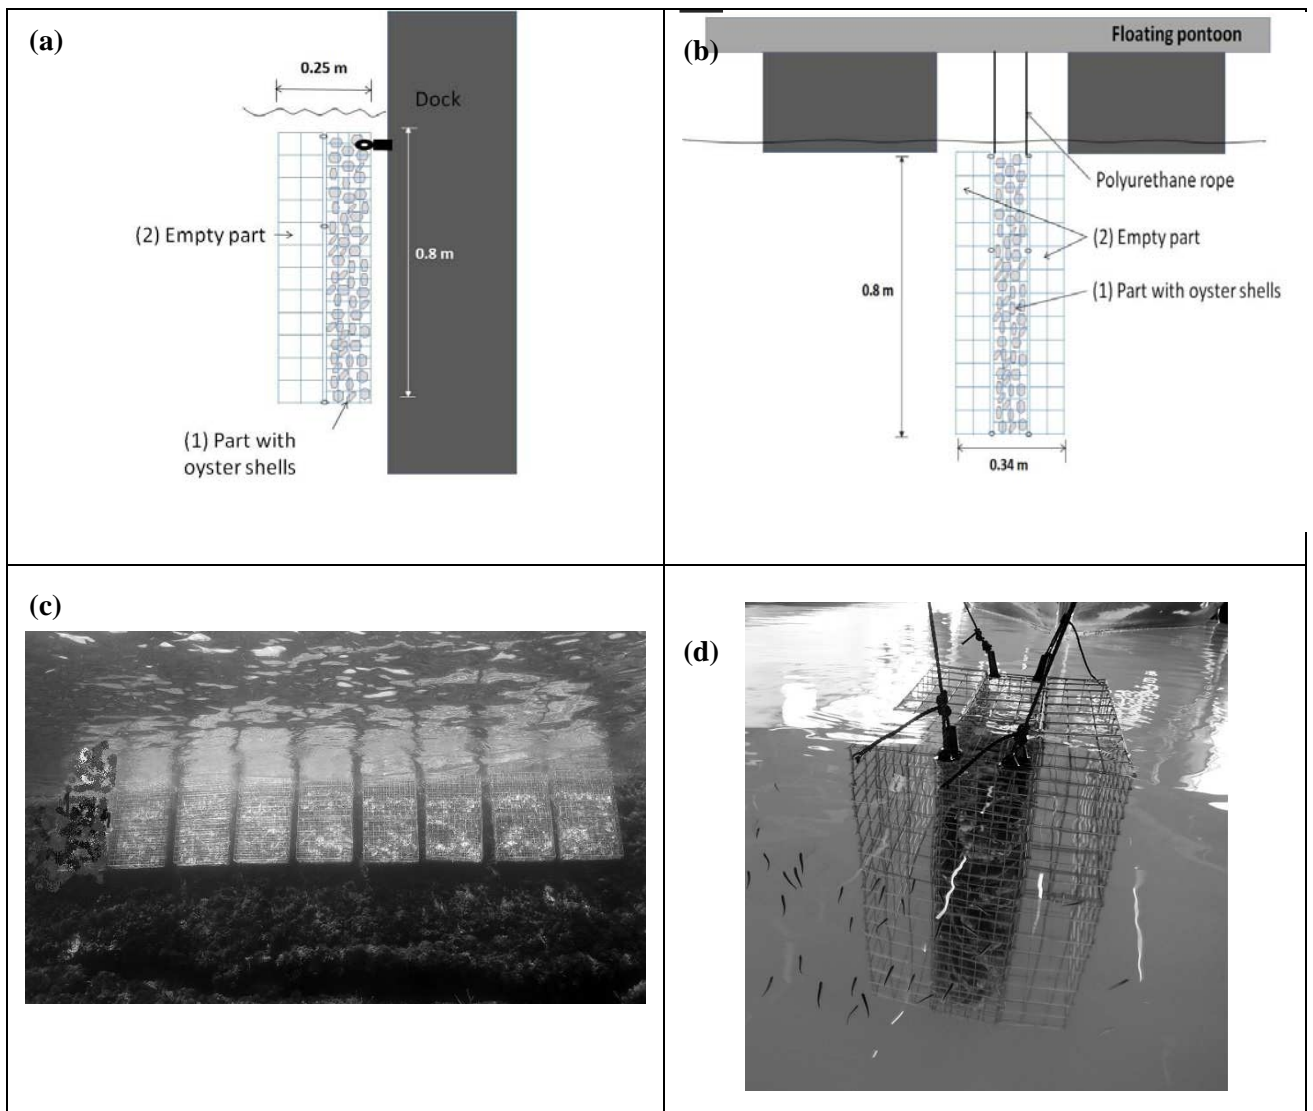 (a)
0.25 m
Dock
(2) Empty part
0.8 m
(1) Part with
oyster shells
(b)
Floating pontoon
Polyurethane rope
(2) Empty part
0.8 m
(1) Part with oyster shells
0.34 m
(c)
(d)